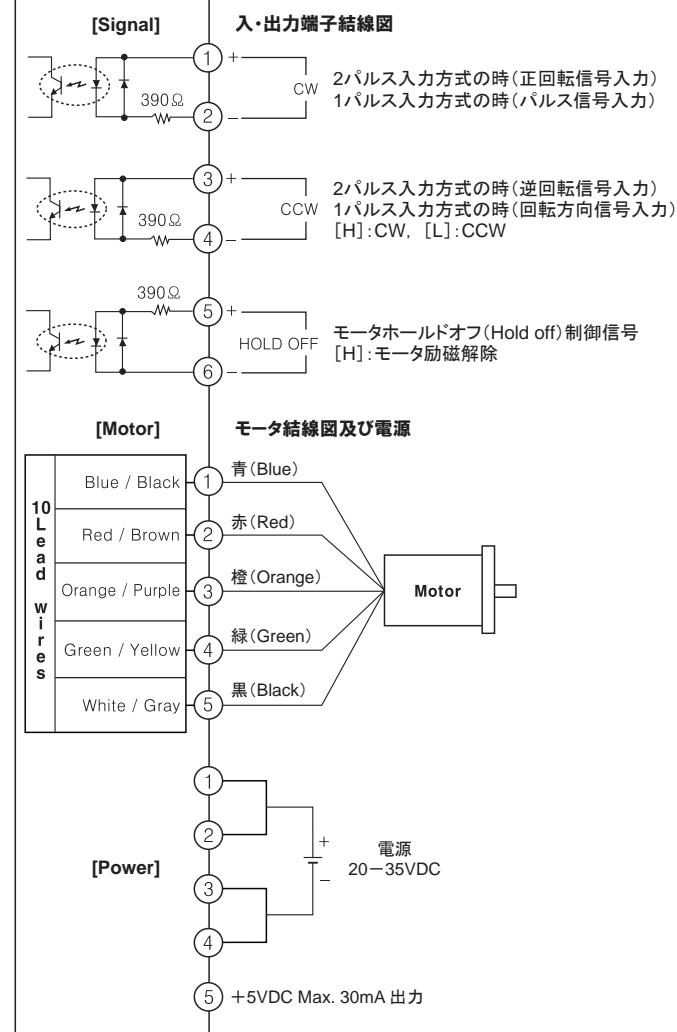 [Signal] 入・出力端子結線図
1 +
CW
390Ω
2 −
2パルス入力方式の時(正回転信号入力)
1パルス入力方式の時(パルス信号入力)
3 +
CCW
390Ω
4 −
2パルス入力方式の時(逆回転信号入力)
1パルス入力方式の時(回転方向信号入力)
[H]:CW, [L]:CCW
390Ω
5 +
HOLD OFF
6 −
モータホールドオフ(Hold off)制御信号
[H]:モータ励磁解除
[Motor] モータ結線図及び電源
10 Lead wires
Blue / Black 1 青(Blue)
Red / Brown 2 赤(Red)
Orange / Purple 3 橙(Orange)
Green / Yellow 4 緑(Green)
White / Gray 5 黒(Black)
Motor
[Power]
1
2
3
4
+
−
電源
20−35VDC
5 +5VDC Max. 30mA 出力